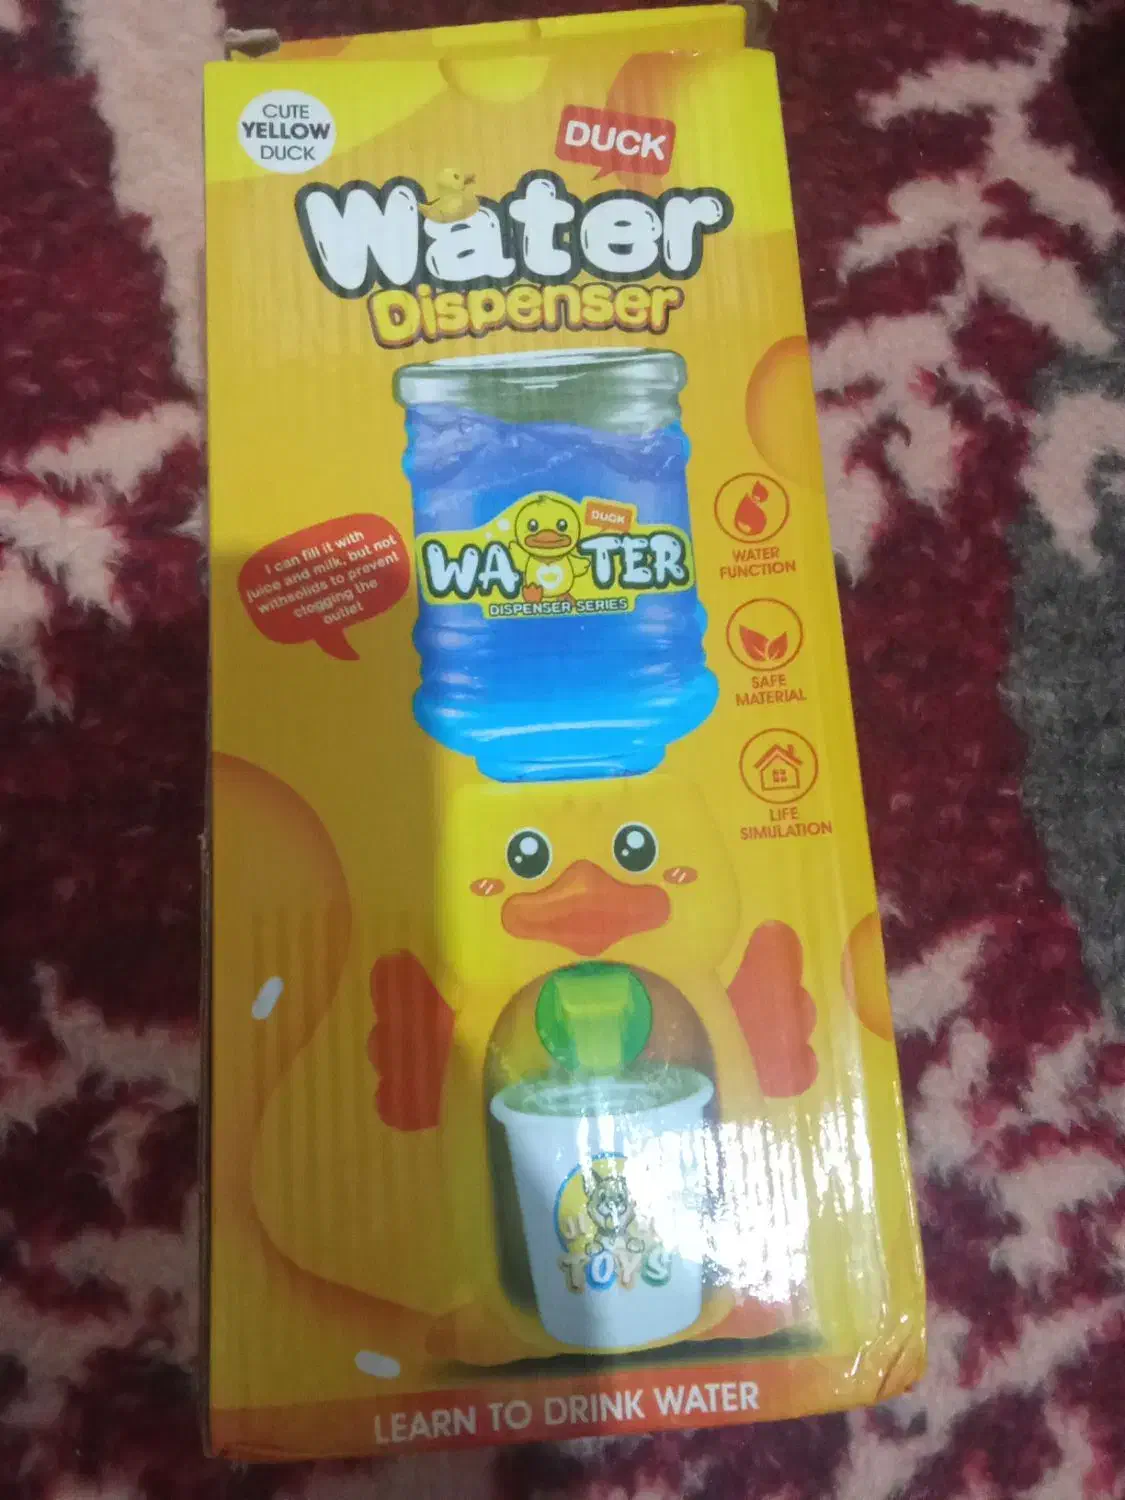 CUTE
YELLOW
DUCK
DUCK
Water
Dispenser
I can fill it with
juice and milk, but not
withsolids to prevent
clogging the
outlet
DUCK
WATER
DISPENSER SERIES
WATER
FUNCTION
SAFE
MATERIAL
LIFE
SIMULATION
TOYS
LEARN TO DRINK WATER